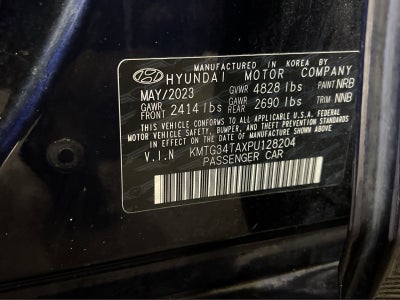 MANUFACTURED IN KOREA BY
HYUNDAI MOTOR COMPANY
MAY/2023 GVWR 4828 lbs PAINT NRB
GAWR FRONT 2414 lbs GAWR REAR 2690 lbs TRIM NNB
THIS VEHICLE CONFORMS TO ALL APPLICABLE U.S.A. FEDERAL
MOTOR VEHICLE SAFETY, BUMPER, AND THEFT PREVENTION
STANDARDS IN EFFECT ON THE DATE OF MANUFACTURE SHOWN ABOVE.
V.I.N KMTG34TAXPU128204
PASSENGER CAR